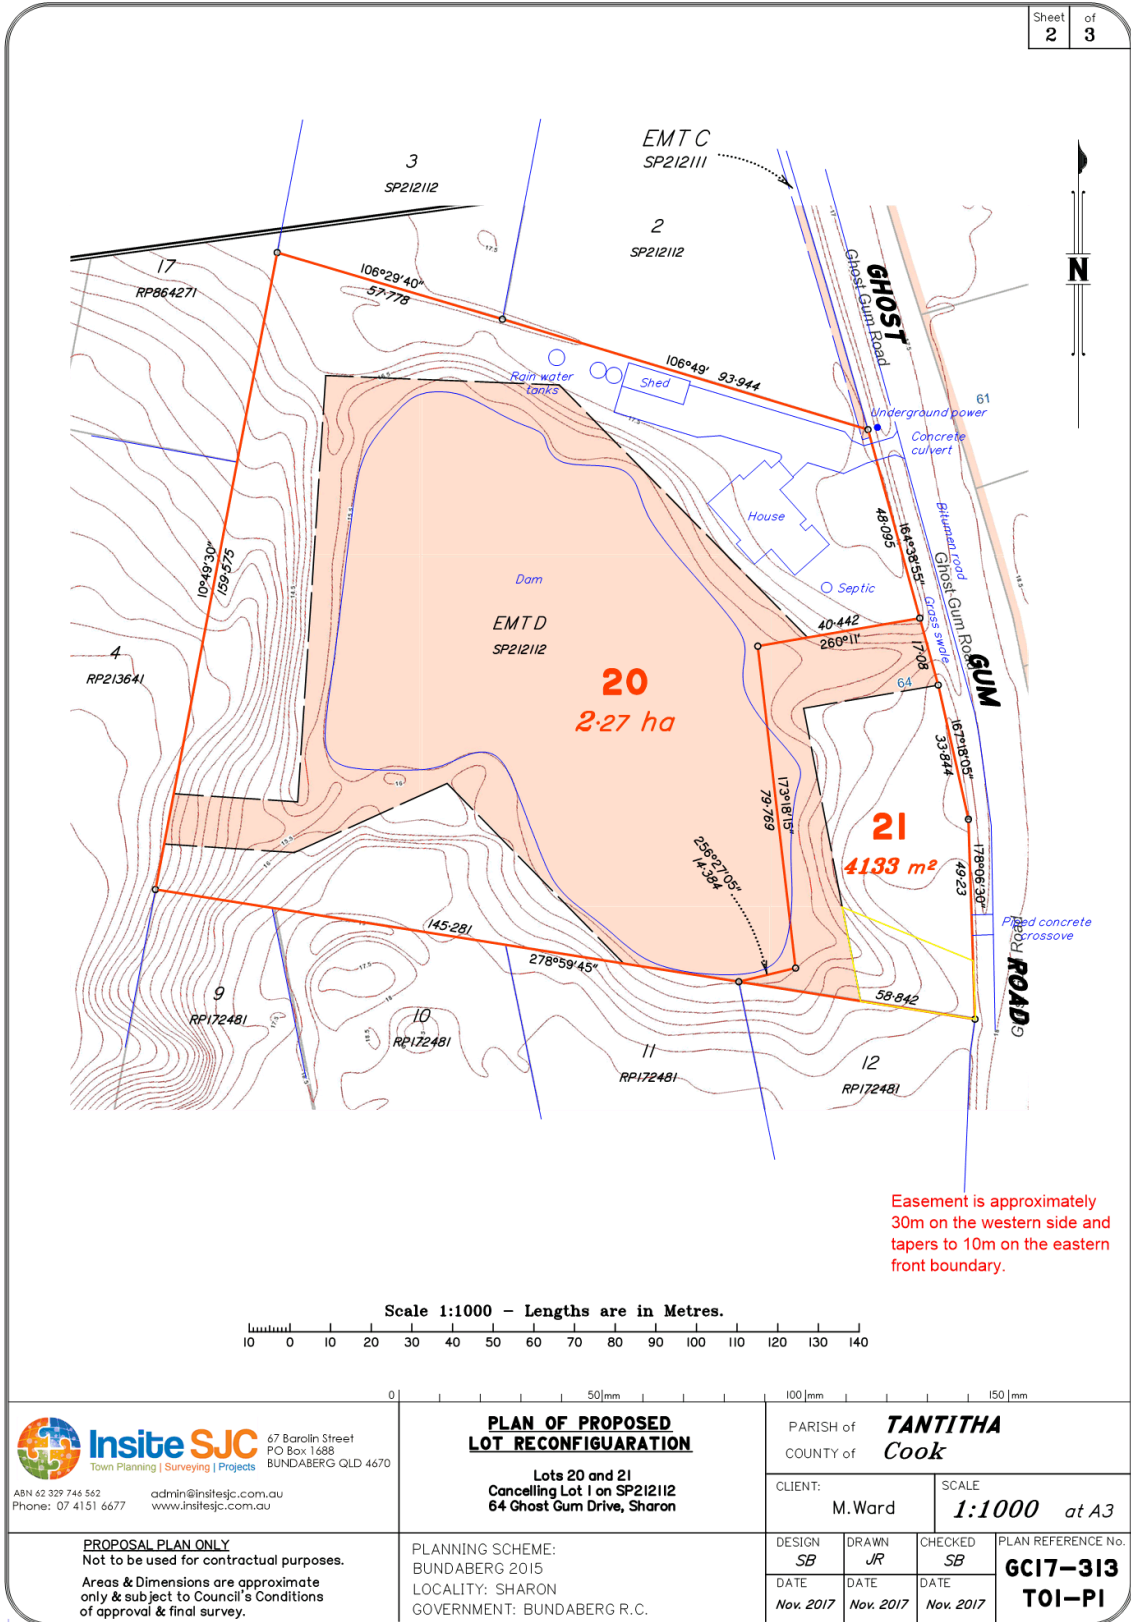 Sheet of
2 3
EMT C
SP212111
3
SP212112
2
SP212112
17
RP864271
N
GHOST
Ghost Gum Road
106°29'40"
57·778
106°49' 93·944
Rain water
tanks
Shed
61
Underground power
Concrete
culvert
House
Bitumen road
48·095
164°38'55"
10°49'30"
159·575
Dam
Septic
Ghost Gum Road
Grass swale
EMT D
SP212112
40·442
260°11'
17·08
GUM
4
RP213641
20
2·27 ha
64
167°18'05"
33·844
173°18'15"
79·769
21
4133 m²
256°27'05"
14·384
178°06'30"
49·23
Piped concrete
crossove
ROAD
145·281
278°59'45"
58·842
9
RP172481
10
RP172481
11
RP172481
12
RP172481
Easement is approximately
30m on the western side and
tapers to 10m on the eastern
front boundary.
Scale 1:1000 – Lengths are in Metres.
10 0 10 20 30 40 50 60 70 80 90 100 110 120 130 140
0 50 mm 100 mm 150 mm
Insite SJC
Town Planning | Surveying | Projects
67 Barolin Street
PO Box 1688
BUNDABERG QLD 4670
ABN 62 329 746 562
Phone: 07 4151 6677
admin@insitesjc.com.au
www.insitesjc.com.au
PROPOSAL PLAN ONLY
Not to be used for contractual purposes.
Areas & Dimensions are approximate
only & subject to Council's Conditions
of approval & final survey.
PLAN OF PROPOSED
LOT RECONFIGUARATION
Lots 20 and 21
Cancelling Lot 1 on SP212112
64 Ghost Gum Drive, Sharon
PLANNING SCHEME:
BUNDABERG 2015
LOCALITY: SHARON
GOVERNMENT: BUNDABERG R.C.
PARISH of TANTITHA
COUNTY of Cook
CLIENT:
M.Ward
SCALE
1:1000 at A3
DESIGN
SB
DRAWN
JR
CHECKED
SB
DATE
Nov. 2017
DATE
Nov. 2017
DATE
Nov. 2017
PLAN REFERENCE No.
GC17–313
T01–P1